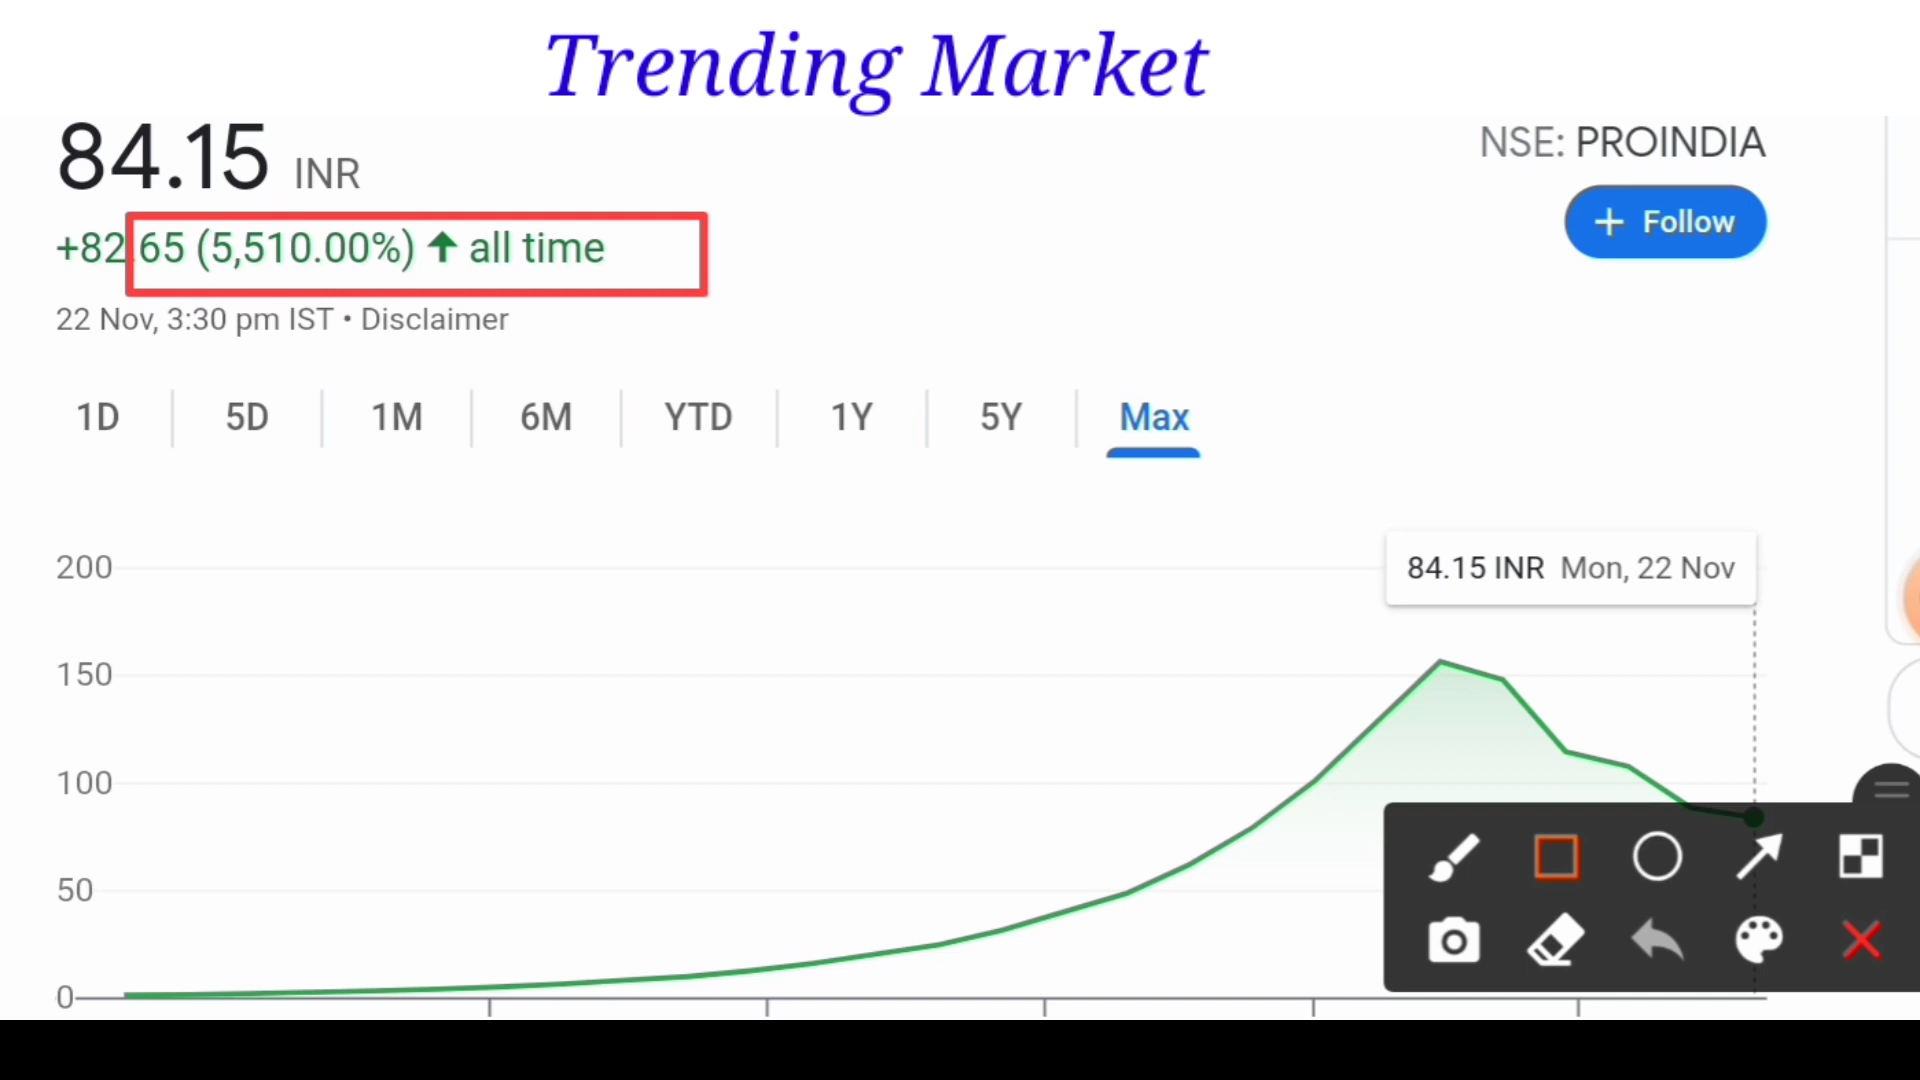 Trending Market
84.15 INR
NSE: PROINDIA
+ Follow
+82.65 (5,510.00%) ↑ all time
22 Nov, 3:30 pm IST • Disclaimer
1D 5D 1M 6M YTD 1Y 5Y Max
200
84.15 INR Mon, 22 Nov
150
100
50
0